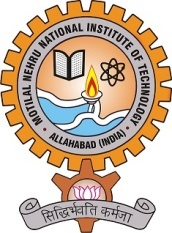 MOTILAL NEHRU NATIONAL INSTITUTE OF TECHNOLOGY
· ALLAHABAD (INDIA) ·
सिद्धिर्भवति कर्मजा